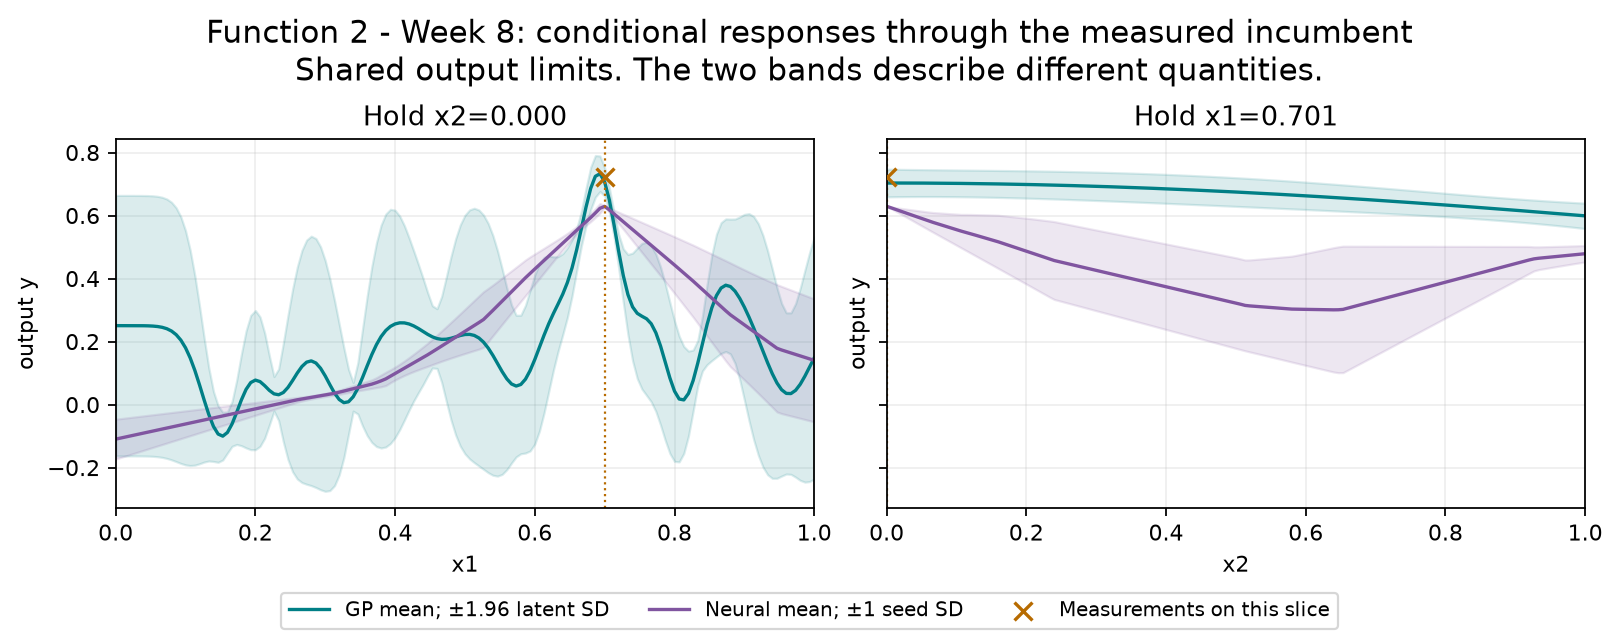 Function 2 - Week 8: conditional responses through the measured incumbent
Shared output limits. The two bands describe different quantities.
Hold x2=0.000
Hold x1=0.701
output y
0.8
0.6
0.4
0.2
0.0
−0.2
0.0 0.2 0.4 0.6 0.8 1.0
x1
output y
0.0 0.2 0.4 0.6 0.8 1.0
x2
GP mean; ±1.96 latent SD
Neural mean; ±1 seed SD
Measurements on this slice